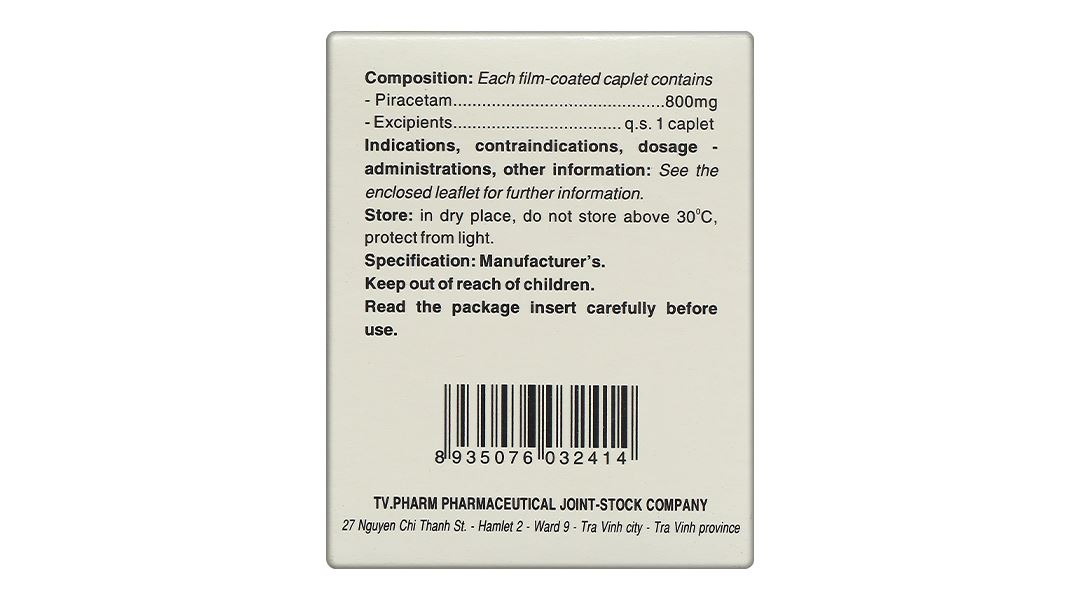 Composition: Each film-coated caplet contains
- Piracetam............................................800mg
- Excipients................................... q.s. 1 caplet
Indications, contraindications, dosage -
administrations, other information: See the
enclosed leaflet for further information.
Store: in dry place, do not store above 30⁰C,
protect from light.
Specification: Manufacturer's.
Keep out of reach of children.
Read the package insert carefully before
use.
8 935076 032414
TV.PHARM PHARMACEUTICAL JOINT-STOCK COMPANY
27 Nguyen Chi Thanh St. - Hamlet 2 - Ward 9 - Tra Vinh city - Tra Vinh province